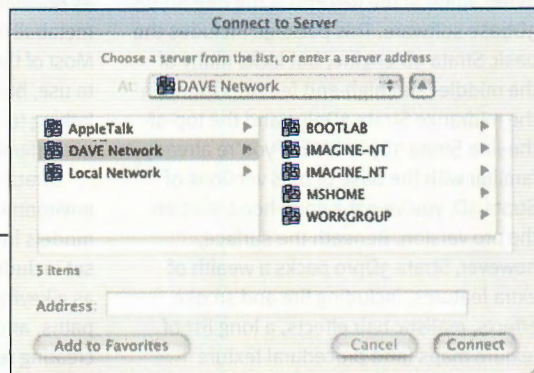 Connect to Server
Choose a server from the list, or enter a server address
At: DAVE Network
AppleTalk
DAVE Network
Local Network
BOOTLAB
IMAGINE-NT
IMAGINE_NT
MSHOME
WORKGROUP
5 items
Address:
Add to Favorites
Cancel
Connect